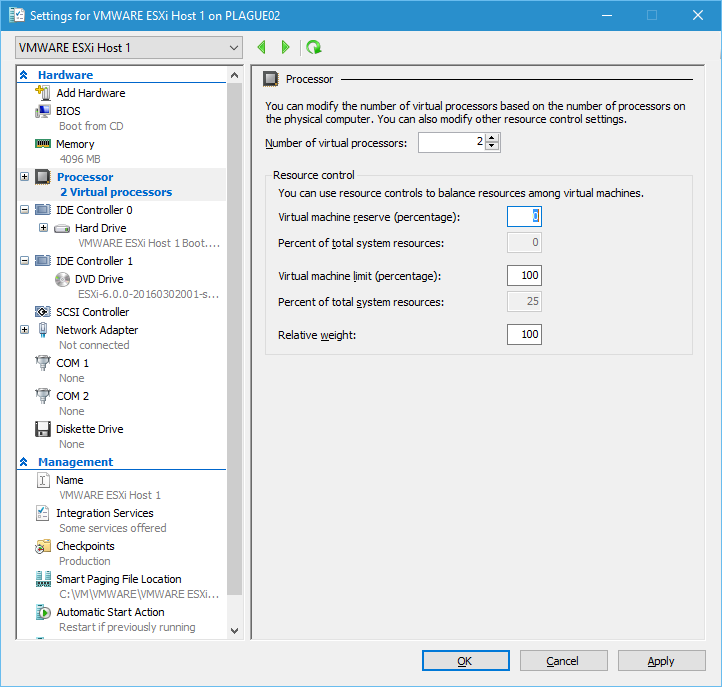 Settings for VMWARE ESXi Host 1 on PLAGUE02
VMWARE ESXi Host 1
Hardware
Add Hardware
BIOS
Boot from CD
Memory
4096 MB
Processor
2 Virtual processors
IDE Controller 0
Hard Drive
VMWARE ESXi Host 1 Boot....
IDE Controller 1
DVD Drive
ESXi-6.0.0-20160302001-s...
SCSI Controller
Network Adapter
Not connected
COM 1
None
COM 2
None
Diskette Drive
None
Management
Name
VMWARE ESXi Host 1
Integration Services
Some services offered
Checkpoints
Production
Smart Paging File Location
C:\VM\VMWARE\VMWARE ESXi...
Automatic Start Action
Restart if previously running
Processor
You can modify the number of virtual processors based on the number of processors on
the physical computer. You can also modify other resource control settings.
Number of virtual processors: 2
Resource control
You can use resource controls to balance resources among virtual machines.
Virtual machine reserve (percentage): 0
Percent of total system resources: 0
Virtual machine limit (percentage): 100
Percent of total system resources: 25
Relative weight: 100
OK
Cancel
Apply